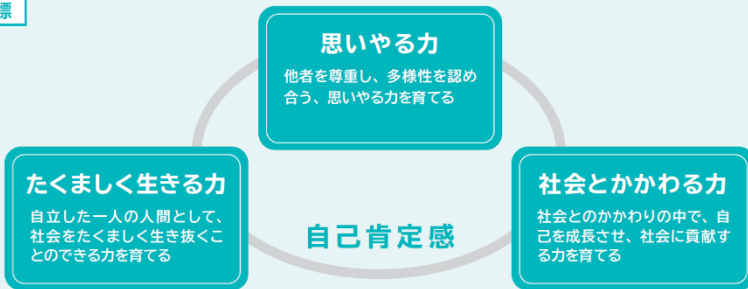 標
思いやる力
他者を尊重し、多様性を認め
合う、思いやる力を育てる
たくましく生きる力
自立した一人の人間として、
社会をたくましく生き抜くこ
とのできる力を育てる
自己肯定感
社会とかかわる力
社会とのかかわりの中で、自
己を成長させ、社会に貢献す
る力を育てる